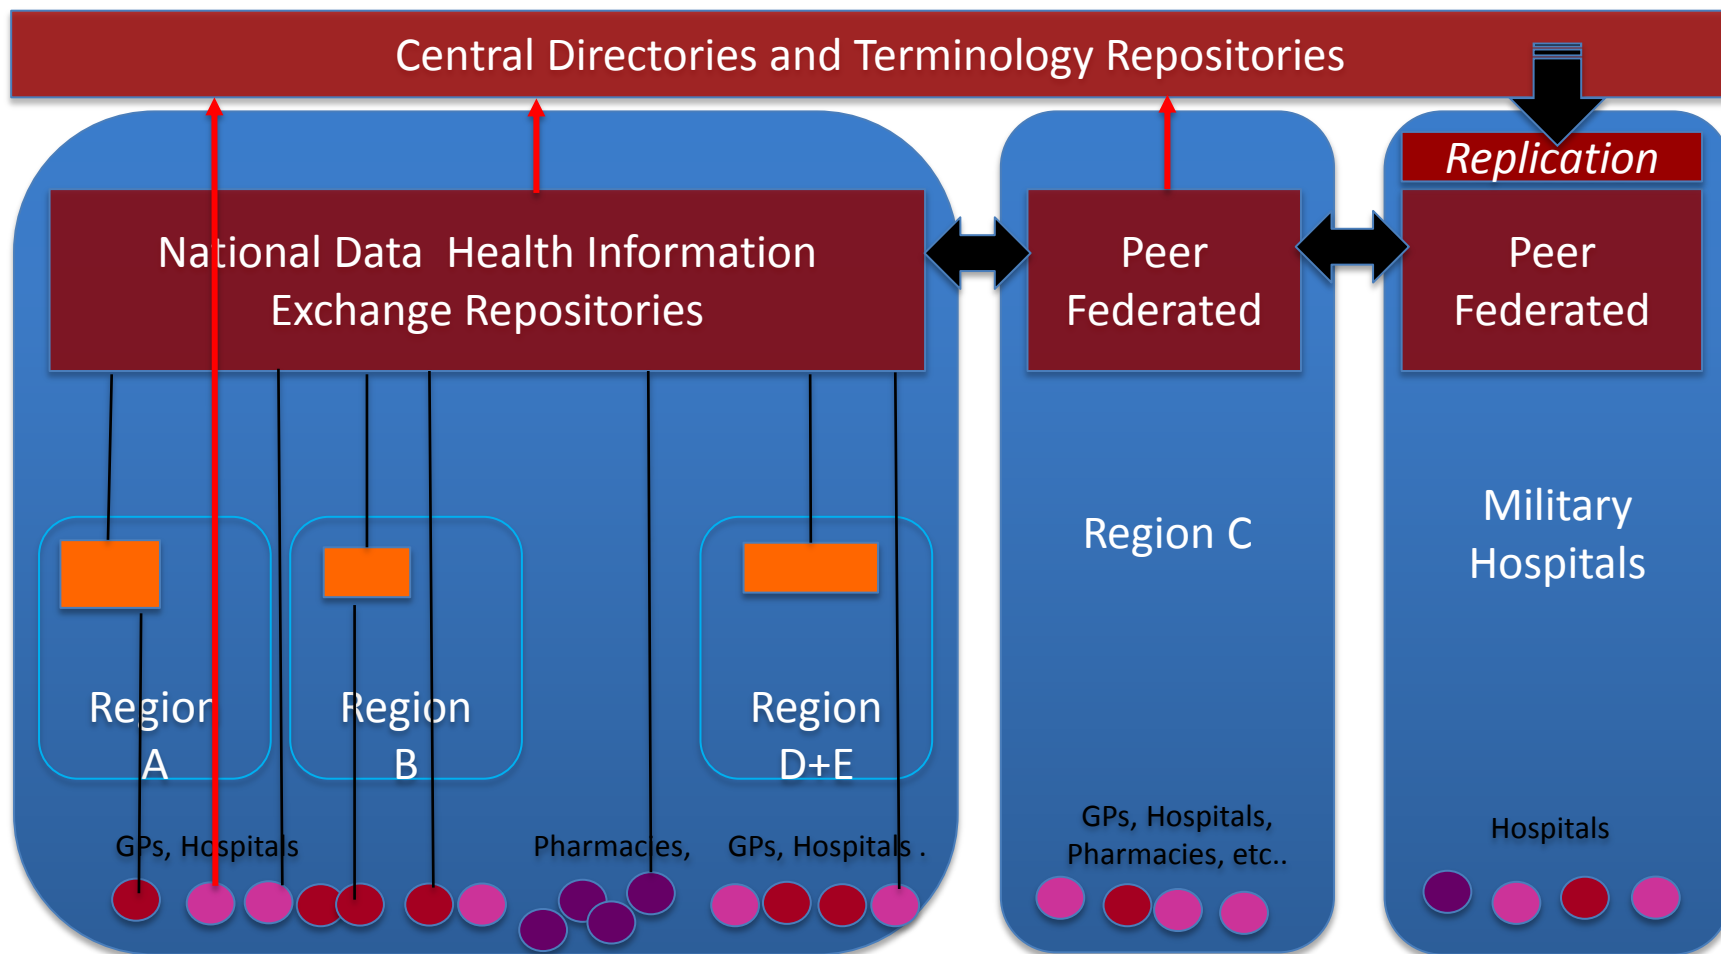 Central Directories and Terminology Repositories
Replication
National Data  Health Information
Exchange Repositories
Peer
Federated
Peer
Federated
Region
A
Region
B
Region
D+E
Region C
Military
Hospitals
GPs, Hospitals
Pharmacies,
GPs, Hospitals .
GPs, Hospitals,
Pharmacies, etc..
Hospitals